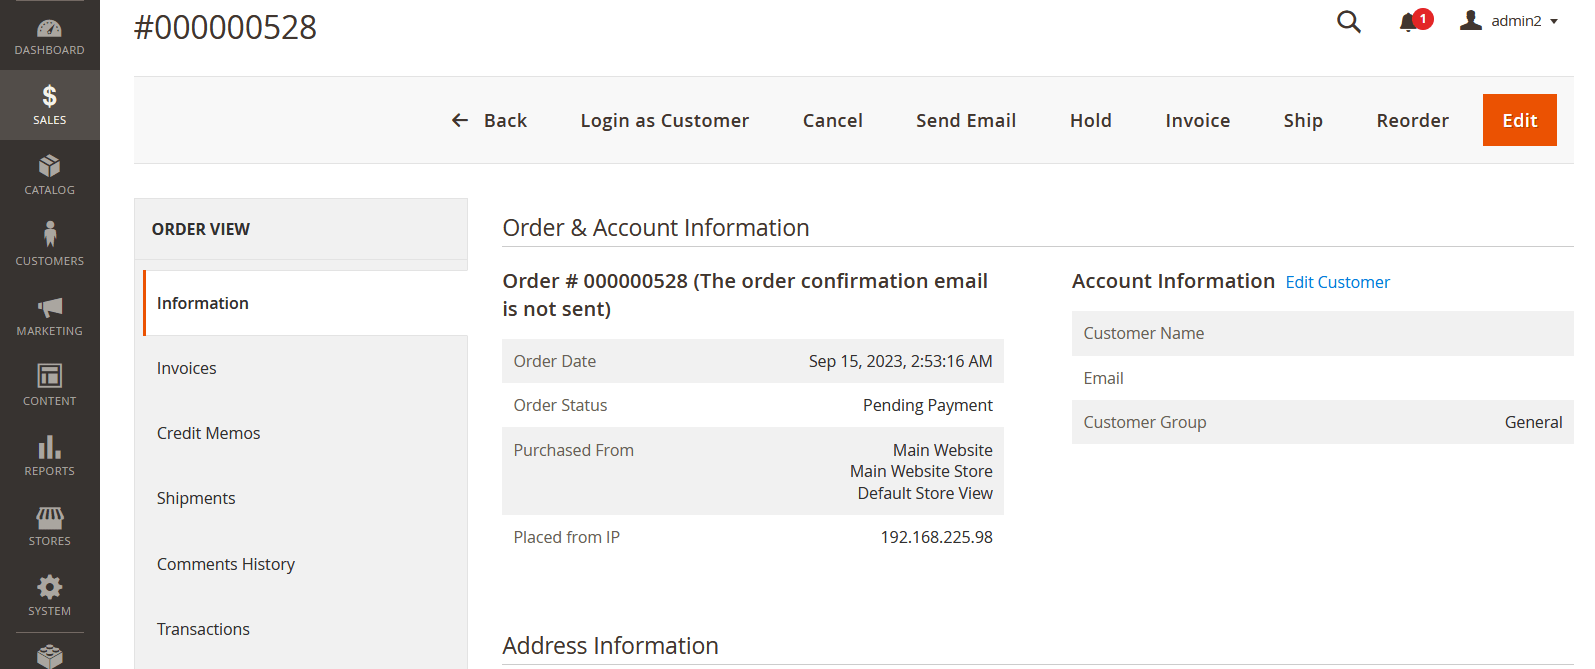 #000000528
1
admin2
DASHBOARD
SALES
CATALOG
CUSTOMERS
MARKETING
CONTENT
REPORTS
STORES
SYSTEM
Back
Login as Customer
Cancel
Send Email
Hold
Invoice
Ship
Reorder
Edit
ORDER VIEW
Information
Invoices
Credit Memos
Shipments
Comments History
Transactions
Order & Account Information
Order # 000000528 (The order confirmation email
is not sent)
Order Date Sep 15, 2023, 2:53:16 AM
Order Status Pending Payment
Purchased From Main Website
Main Website Store
Default Store View
Placed from IP 192.168.225.98
Account Information Edit Customer
Customer Name
Email
Customer Group General
Address Information